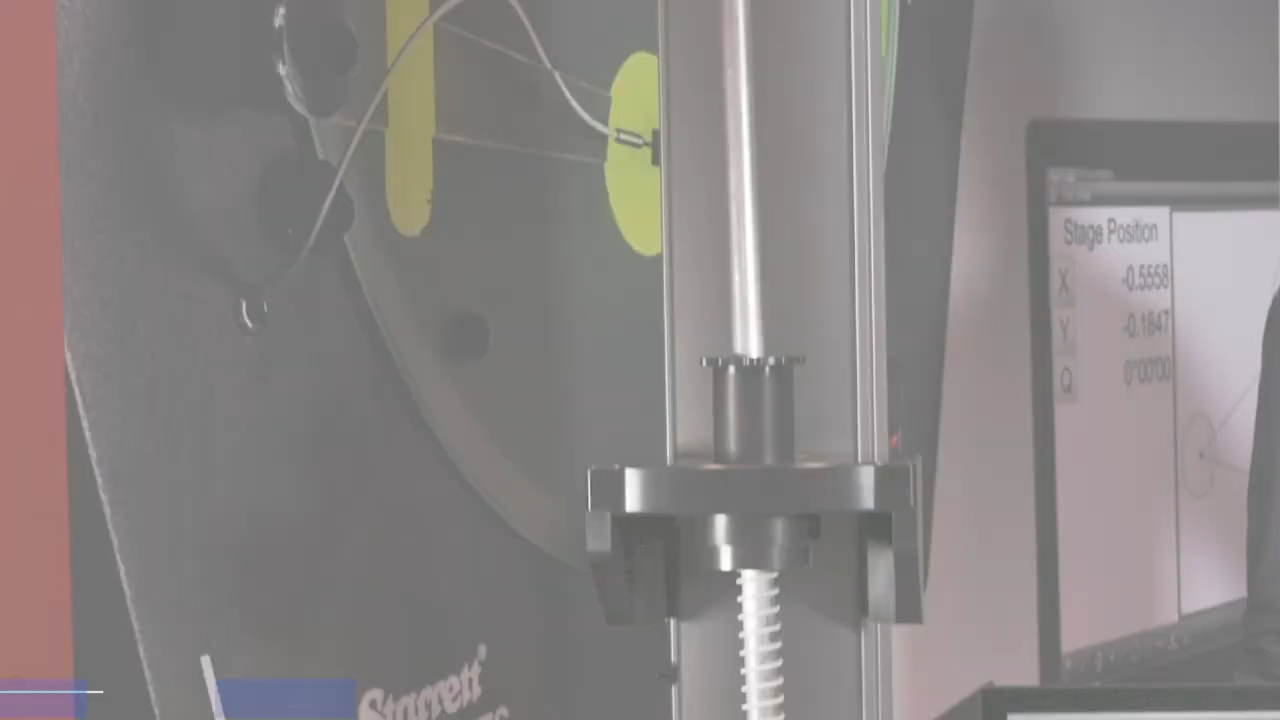 Stage Position
X -0.5558
Y -0.1847
Q 0°00'00
Starrett